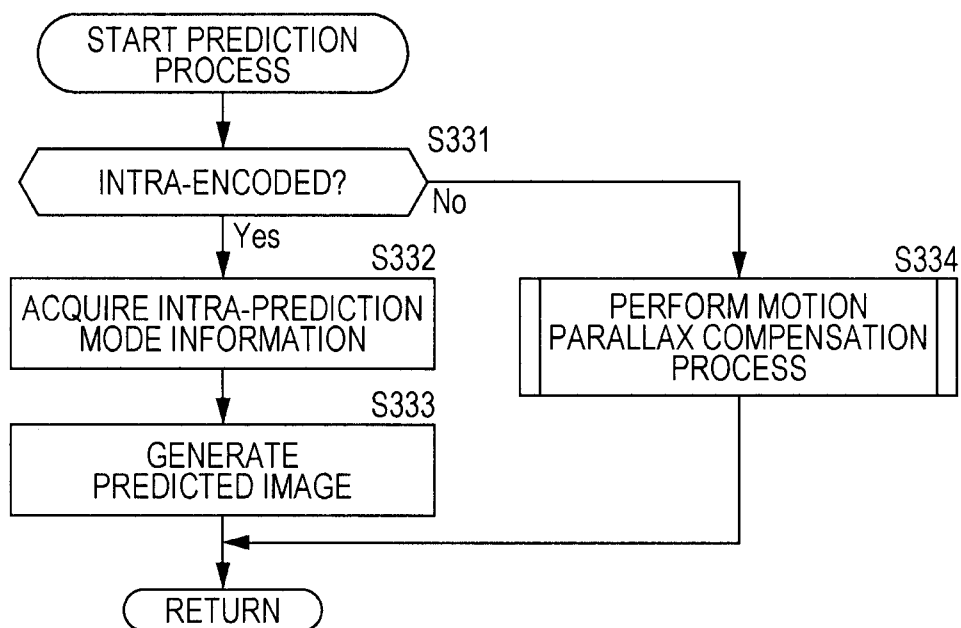 START PREDICTION
PROCESS
S331
INTRA-ENCODED?
No
Yes
S332
ACQUIRE INTRA-PREDICTION
MODE INFORMATION
S334
PERFORM MOTION
PARALLAX COMPENSATION
PROCESS
S333
GENERATE
PREDICTED IMAGE
RETURN